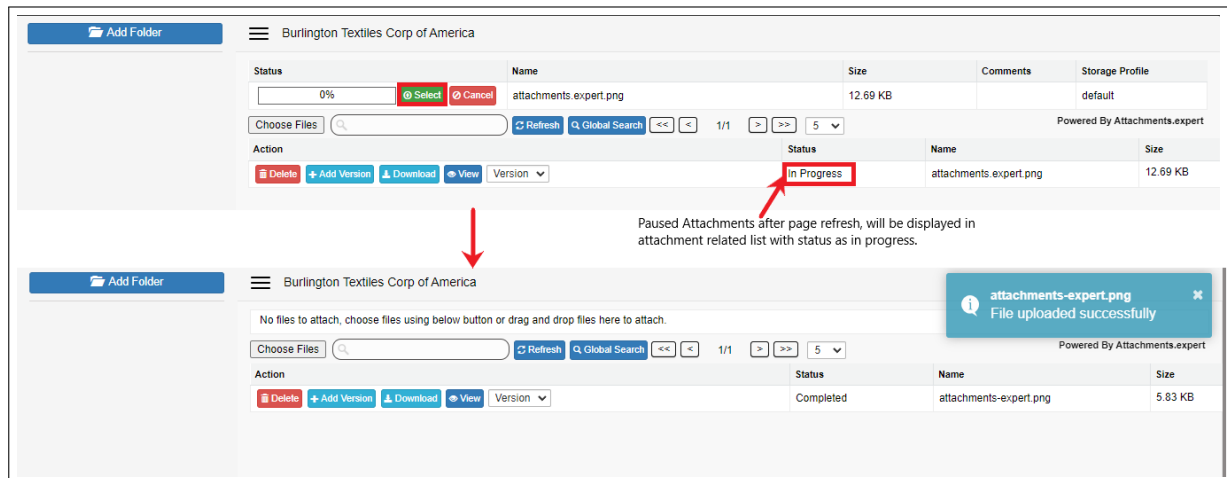 Add Folder
Burlington Textiles Corp of America
Status Name Size Comments Storage Profile
0% Select Cancel attachments.expert.png 12.69 KB default
Choose Files Refresh Global Search << < 1/1 > >> 5 Powered By Attachments.expert
Action Status Name Size
Delete Add Version Download View Version In Progress attachments.expert.png 12.69 KB
Paused Attachments after page refresh, will be displayed in
attachment related list with status as in progress.
Add Folder
Burlington Textiles Corp of America
attachments-expert.png
File uploaded successfully
No files to attach, choose files using below button or drag and drop files here to attach.
Choose Files Refresh Global Search << < 1/1 > >> 5 Powered By Attachments.expert
Action Status Name Size
Delete Add Version Download View Version Completed attachments-expert.png 5.83 KB